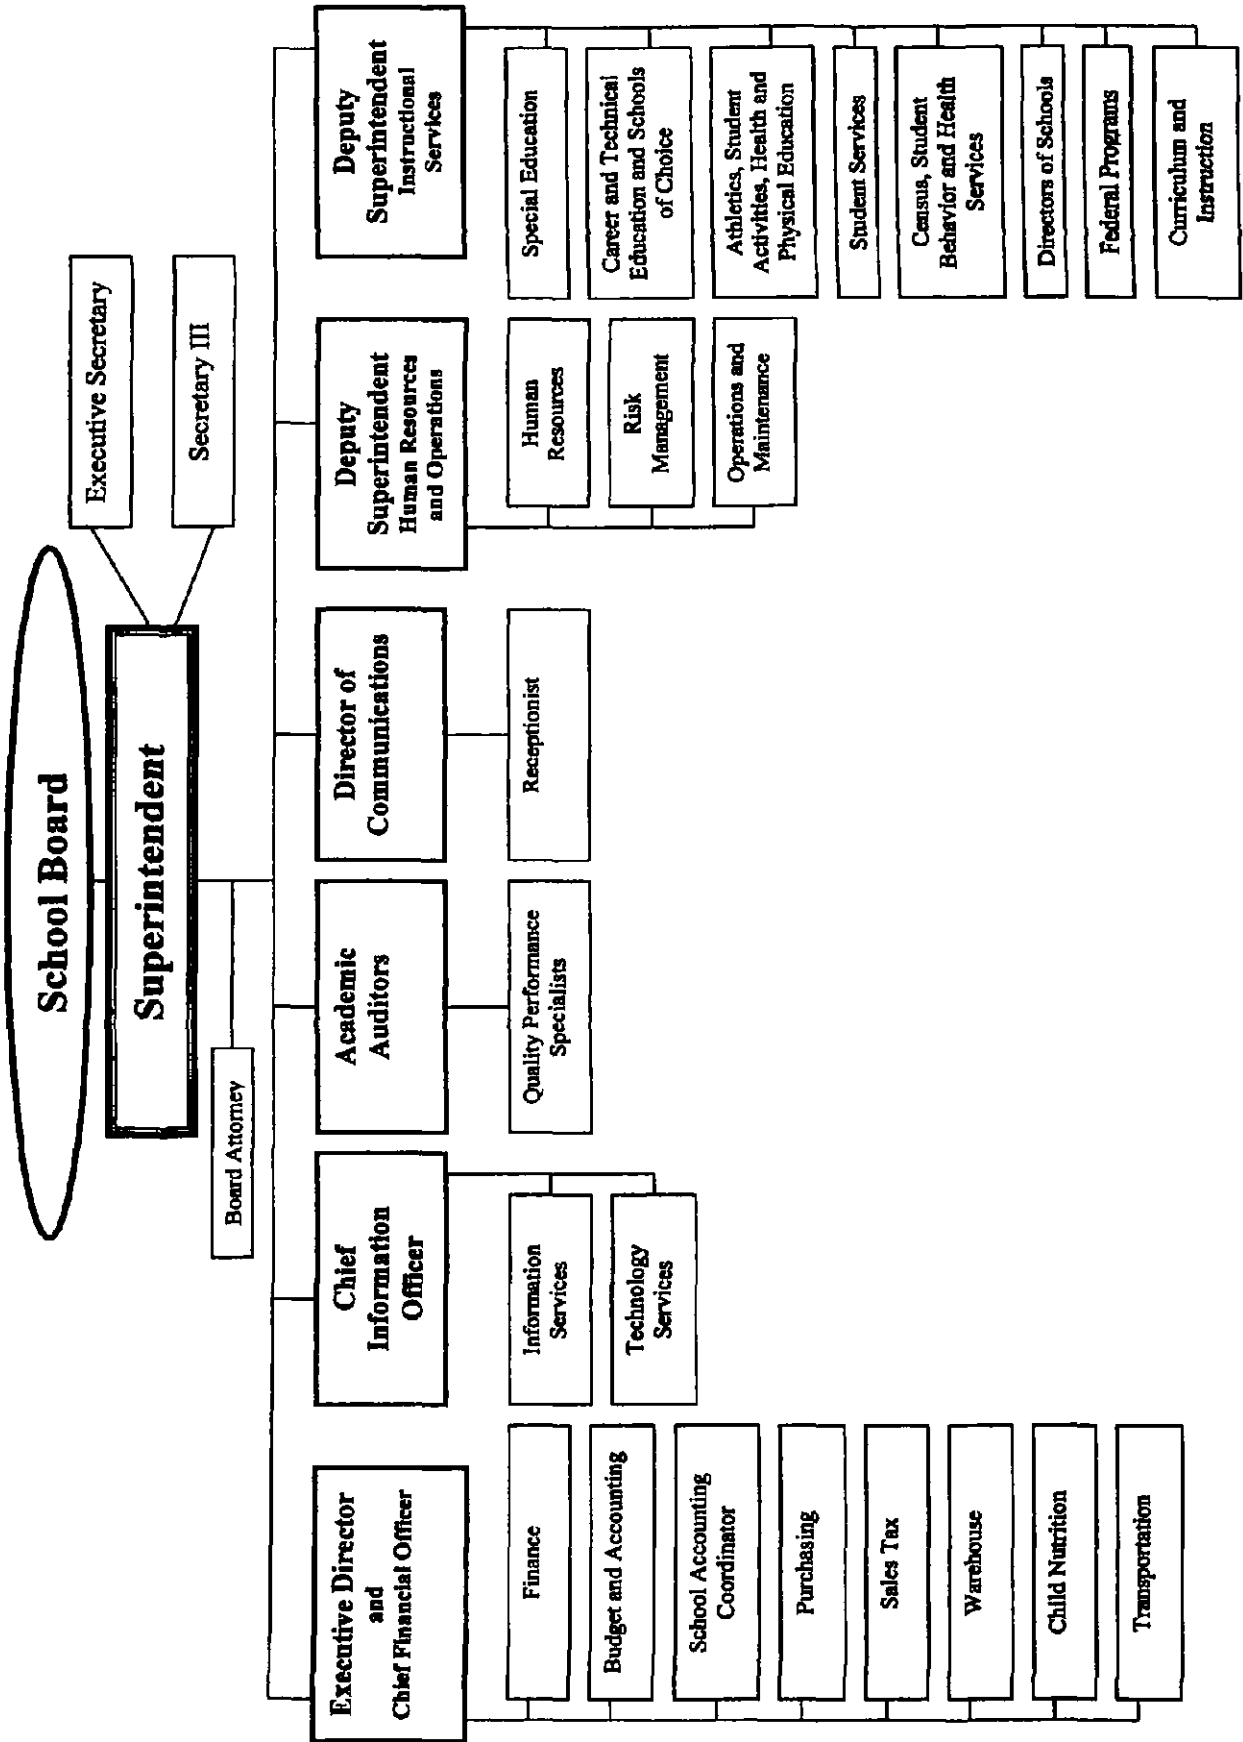 School Board
Superintendent
Executive Secretary
Secretary III
Board Attorney
Executive Director
and
Chief Financial Officer
Finance
Budget and Accounting
School Accounting
Coordinator
Purchasing
Sales Tax
Warehouse
Child Nutrition
Transportation
Chief
Information
Officer
Information
Services
Technology
Services
Academic
Auditors
Quality Performance
Specialists
Director of
Communications
Receptionist
Deputy
Superintendent
Human Resources
and Operations
Human
Resources
Risk
Management
Operations and
Maintenance
Deputy
Superintendent
Instructional
Services
Special Education
Career and Technical
Education and Schools
of Choice
Athletics, Student
Activities, Health and
Physical Education
Student Services
Census, Student
Behavior and Health
Services
Directors of Schools
Federal Programs
Curriculum and
Instruction